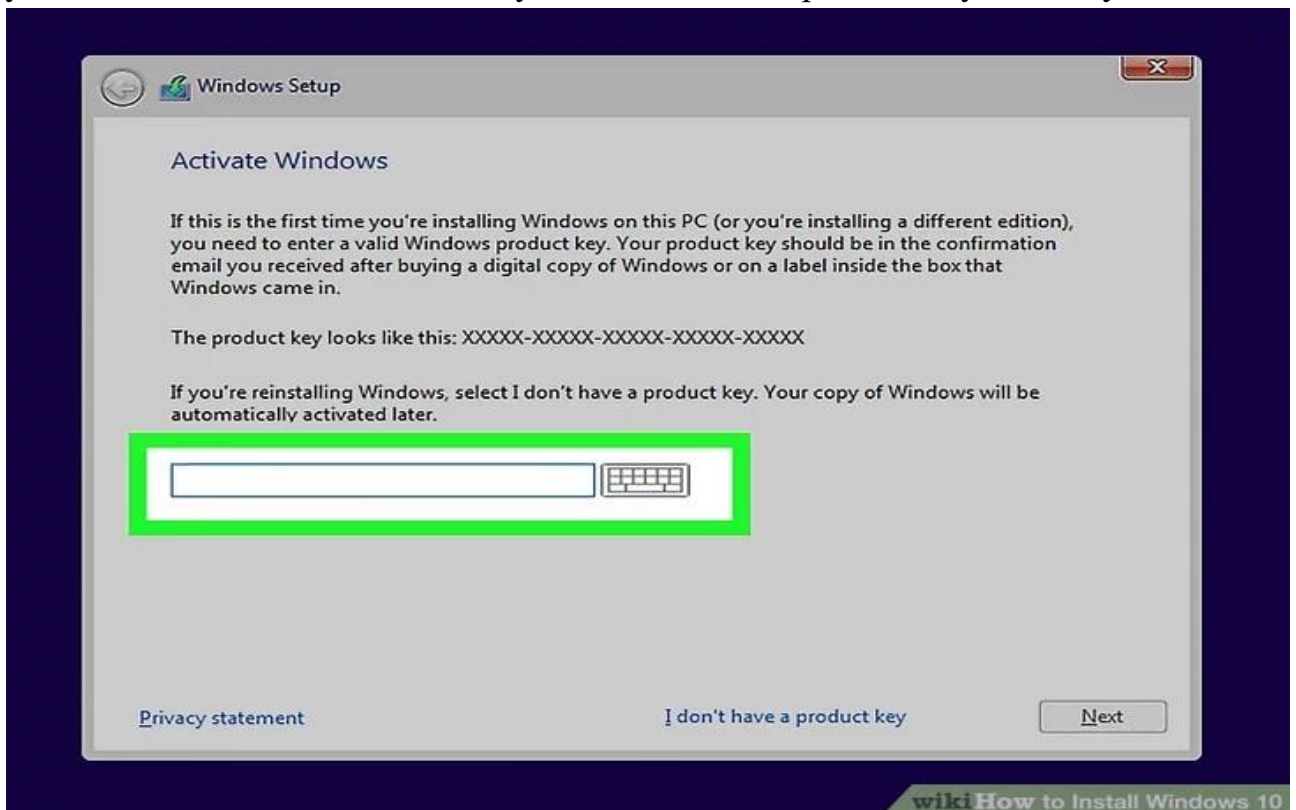 Windows Setup
Activate Windows
If this is the first time you're installing Windows on this PC (or you're installing a different edition),
you need to enter a valid Windows product key. Your product key should be in the confirmation
email you received after buying a digital copy of Windows or on a label inside the box that
Windows came in.
The product key looks like this: XXXXX-XXXXX-XXXXX-XXXXX-XXXXX
If you're reinstalling Windows, select I don't have a product key. Your copy of Windows will be
automatically activated later.
Privacy statement
I don't have a product key
Next
wikiHow to Install Windows 10